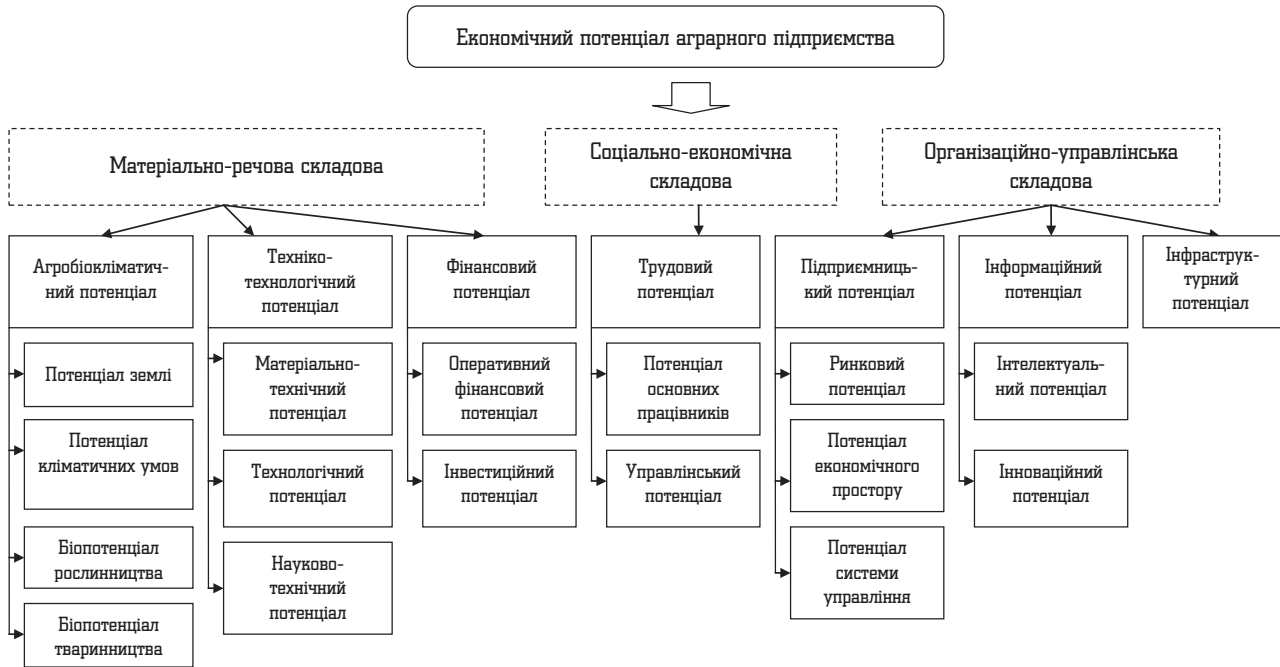 Економічний потенціал аграрного підприємства
Матеріально-речова складова
Соціально-економічна
складова
Організаційно-управлінська
складова
Агробіокліматич-
ний потенціал
Техніко-
технологічний
потенціал
Фінансовий
потенціал
Трудовий
потенціал
Підприємниць-
кий потенціал
Інформаційний
потенціал
Інфраструк-
турний
потенціал
Потенціал землі
Потенціал
кліматичних умов
Біопотенціал
рослинництва
Біопотенціал
тваринництва
Матеріально-
технічний
потенціал
Технологічний
потенціал
Науково-
технічний
потенціал
Оперативний
фінансовий
потенціал
Інвестиційний
потенціал
Потенціал
основних
працівників
Управлінський
потенціал
Ринковий
потенціал
Потенціал
економічного
простору
Потенціал
системи
управління
Інтелектуаль-
ний потенціал
Інноваційний
потенціал